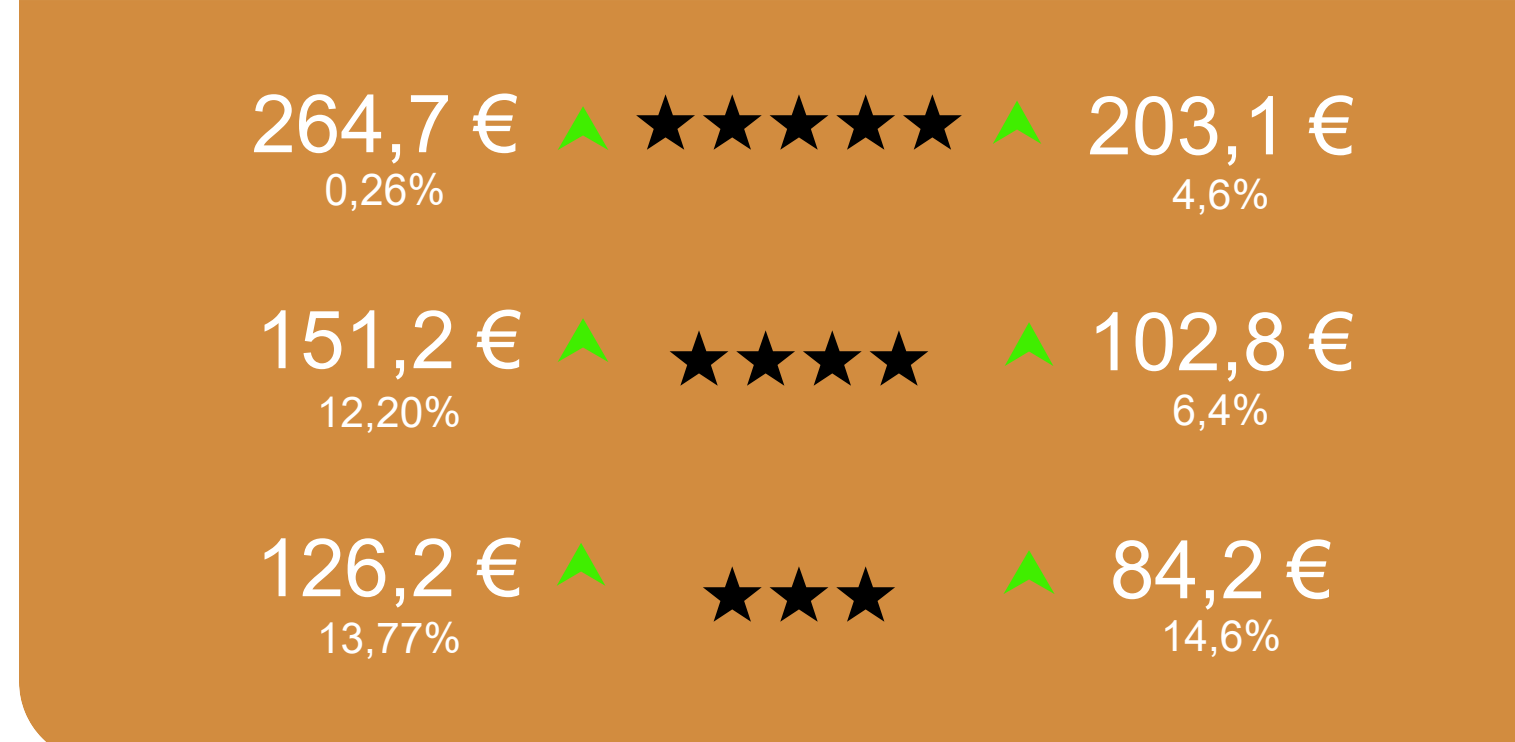 264,7 € 203,1 €
0,26% 4,6%
151,2 € 102,8 €
12,20% 6,4%
126,2 € 84,2 €
13,77% 14,6%